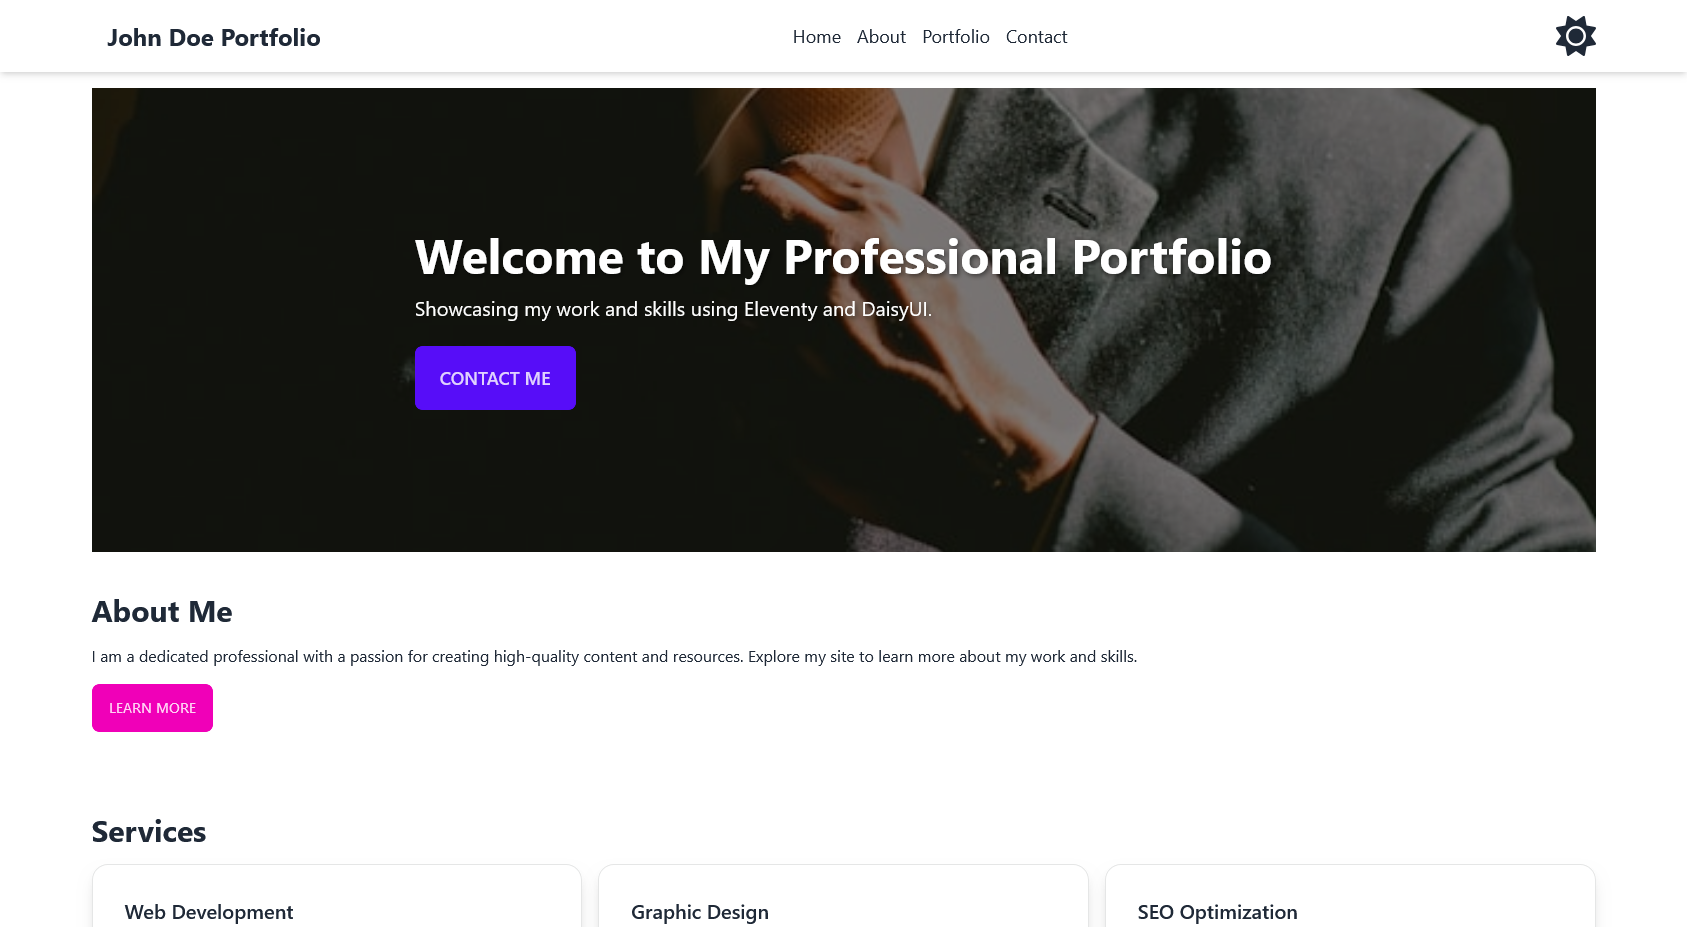 John Doe Portfolio
Home About Portfolio Contact
Welcome to My Professional Portfolio
Showcasing my work and skills using Eleventy and DaisyUI.
CONTACT ME
About Me
I am a dedicated professional with a passion for creating high-quality content and resources. Explore my site to learn more about my work and skills.
LEARN MORE
Services
Web Development
Graphic Design
SEO Optimization